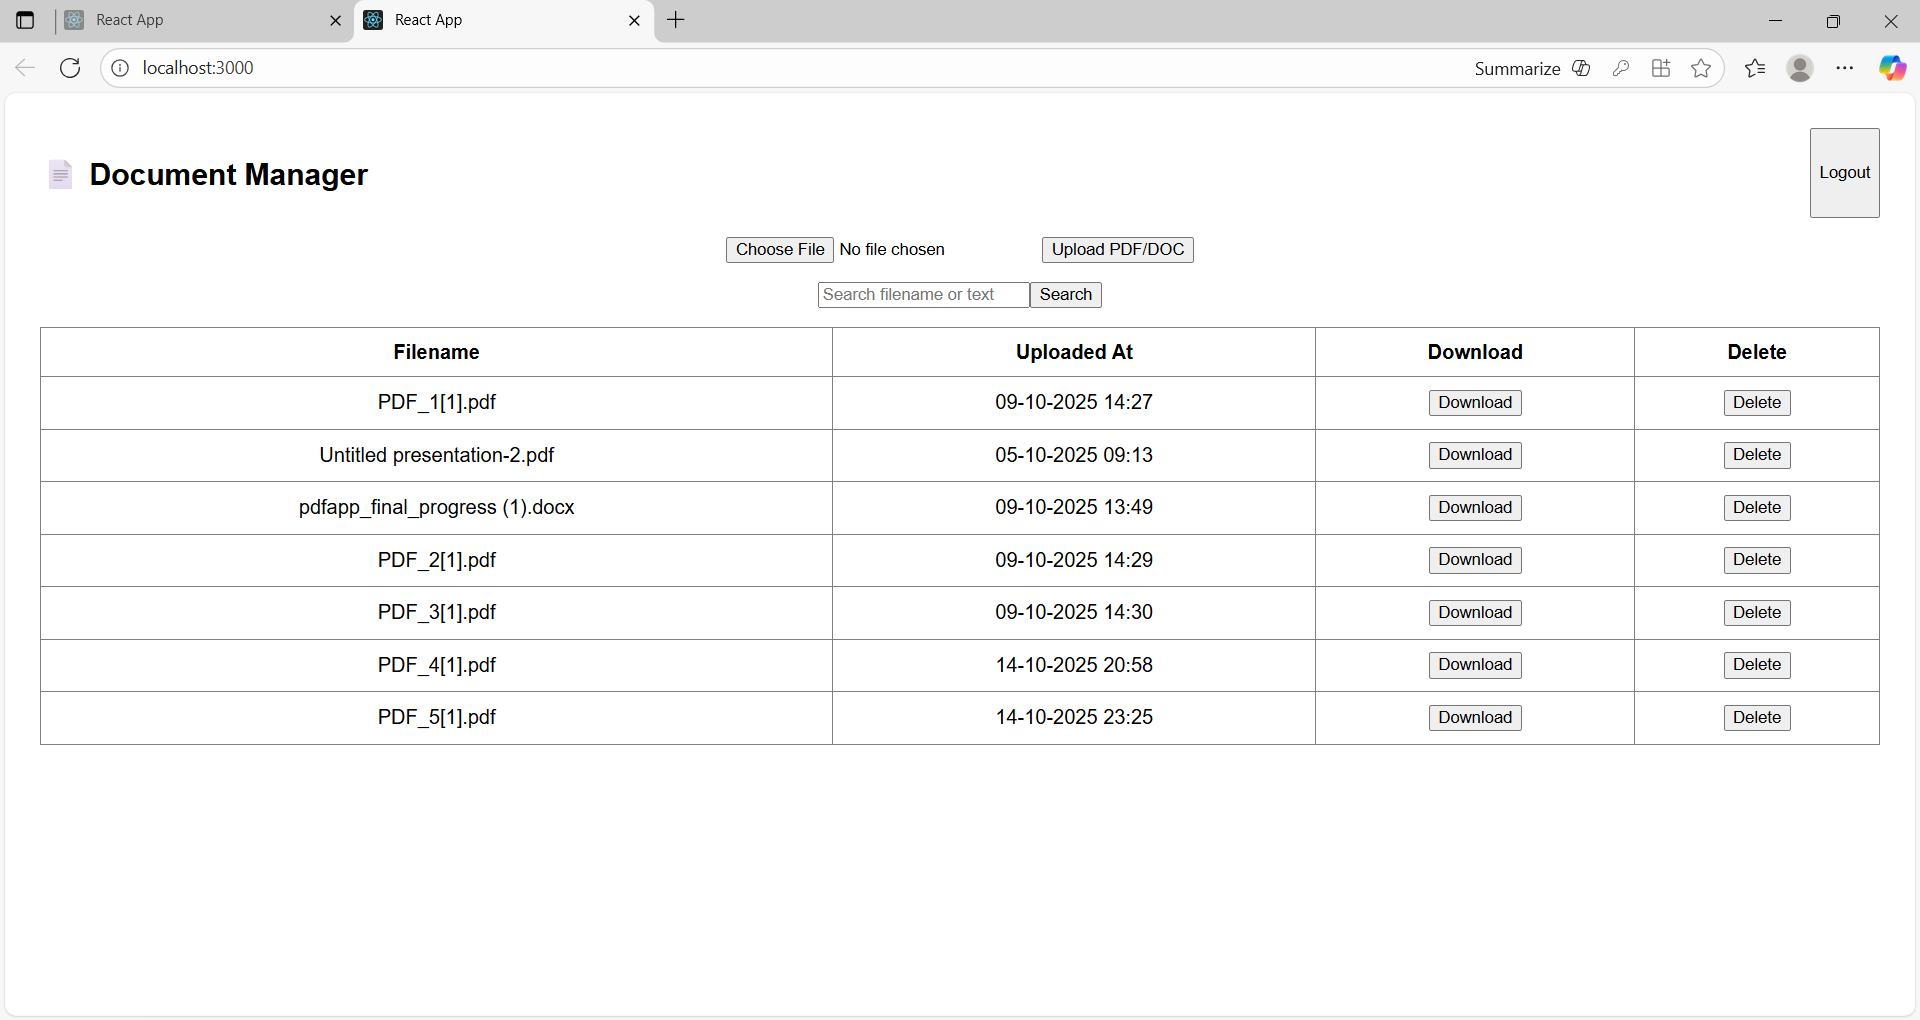 React App
React App
localhost:3000
Summarize
Document Manager
Logout
Choose File No file chosen Upload PDF/DOC
Search filename or text Search
Filename Uploaded At Download Delete
PDF_1[1].pdf 09-10-2025 14:27 Download Delete
Untitled presentation-2.pdf 05-10-2025 09:13 Download Delete
pdfapp_final_progress (1).docx 09-10-2025 13:49 Download Delete
PDF_2[1].pdf 09-10-2025 14:29 Download Delete
PDF_3[1].pdf 09-10-2025 14:30 Download Delete
PDF_4[1].pdf 14-10-2025 20:58 Download Delete
PDF_5[1].pdf 14-10-2025 23:25 Download Delete